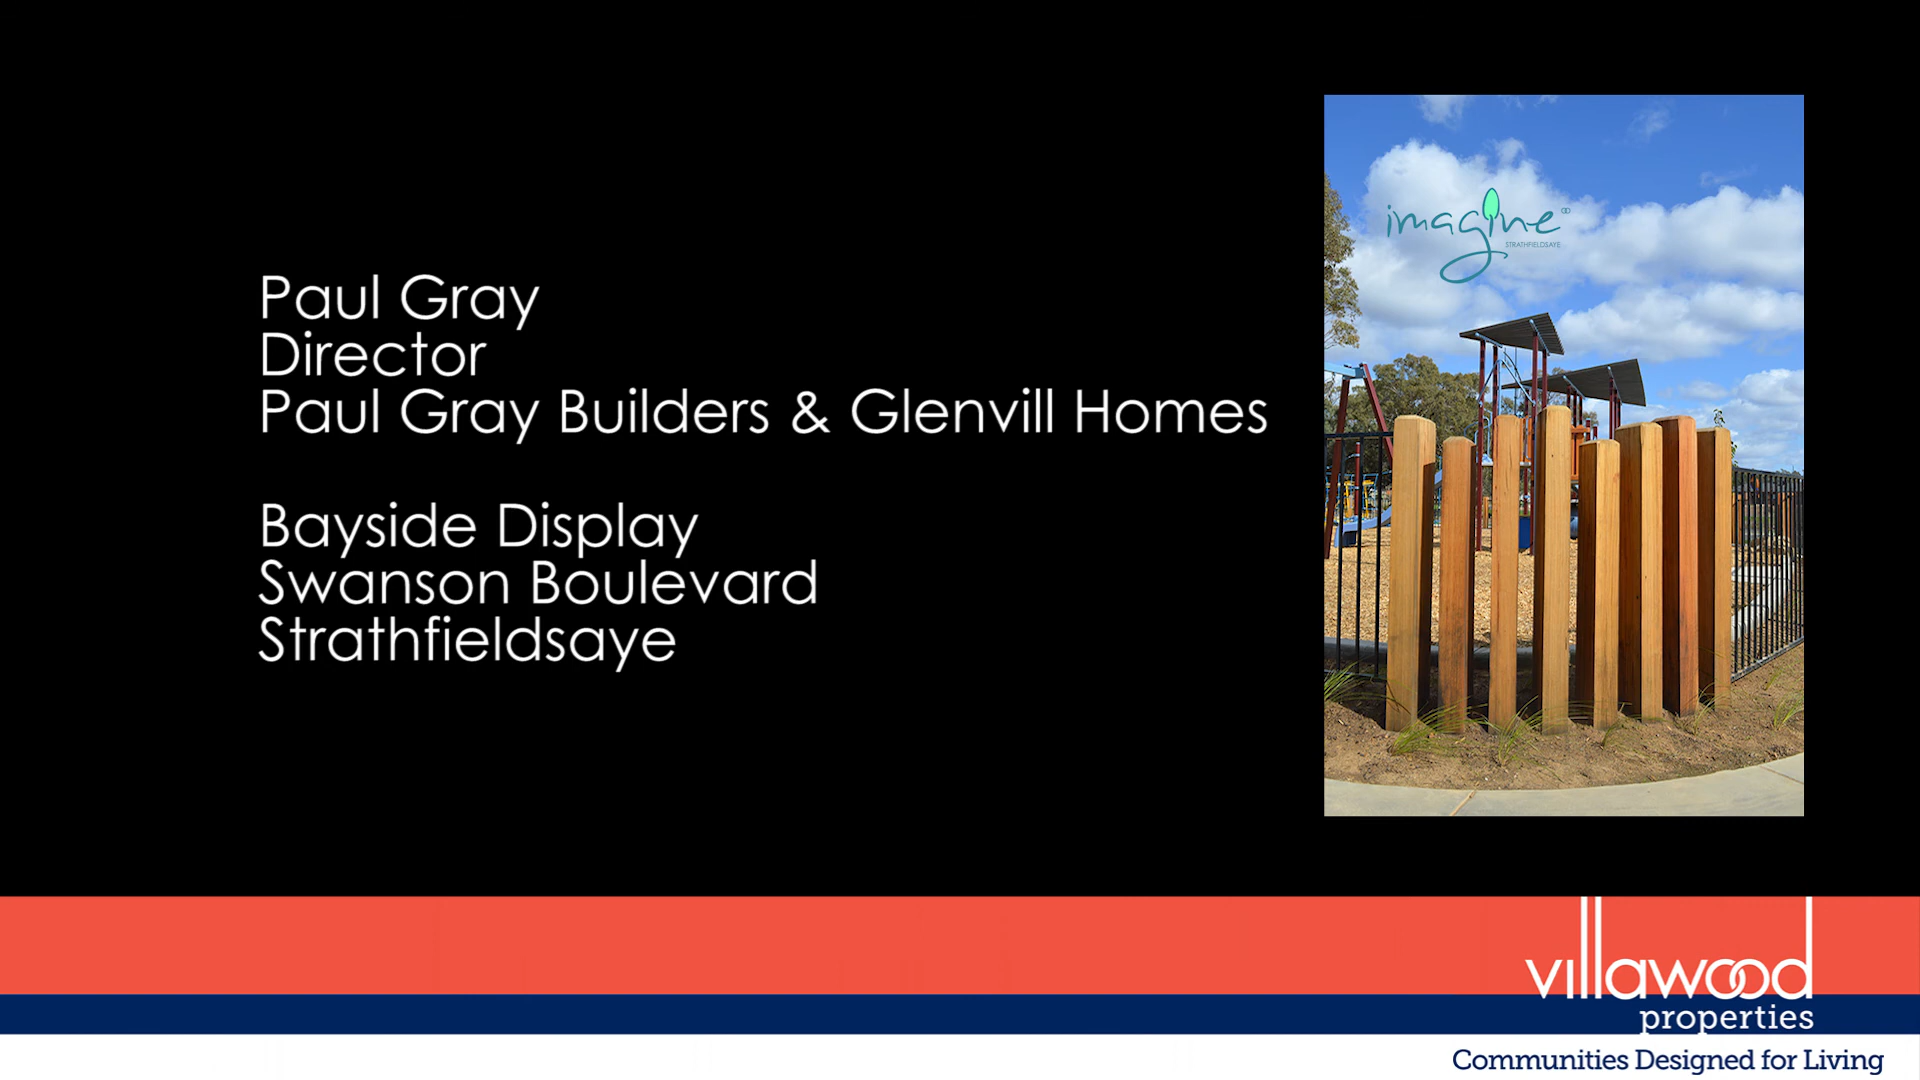 Paul Gray
Director
Paul Gray Builders & Glenvill Homes
Bayside Display
Swanson Boulevard
Strathfieldsaye
imagine
STRATHFIELDSAYE
villawood
properties
Communities Designed for Living